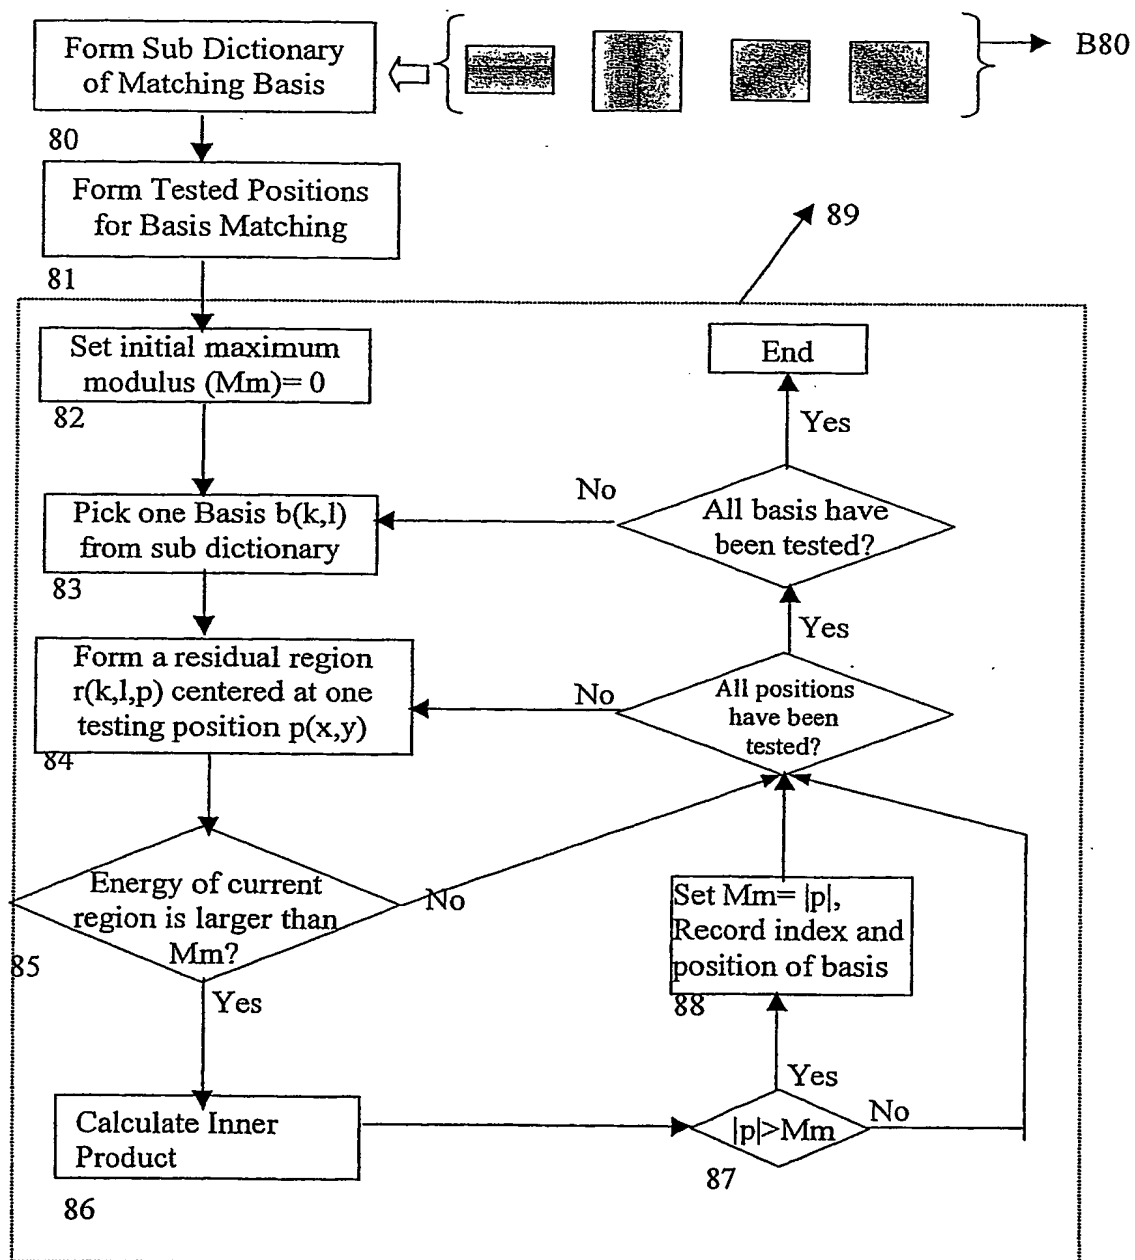 Form Sub Dictionary
of Matching Basis
B80
80
Form Tested Positions
for Basis Matching
81
89
Set initial maximum
modulus (Mm)= 0
82
End
Yes
Pick one Basis b(k,l)
from sub dictionary
83
No
All basis have
been tested?
Yes
Form a residual region
r(k,l,p) centered at one
testing position p(x,y)
84
No
All positions
have been
tested?
Energy of current
region is larger than
Mm?
85
No
Yes
Set Mm= |p|,
Record index and
position of basis
88
Yes
Calculate Inner
Product
86
|p|>Mm
87
No